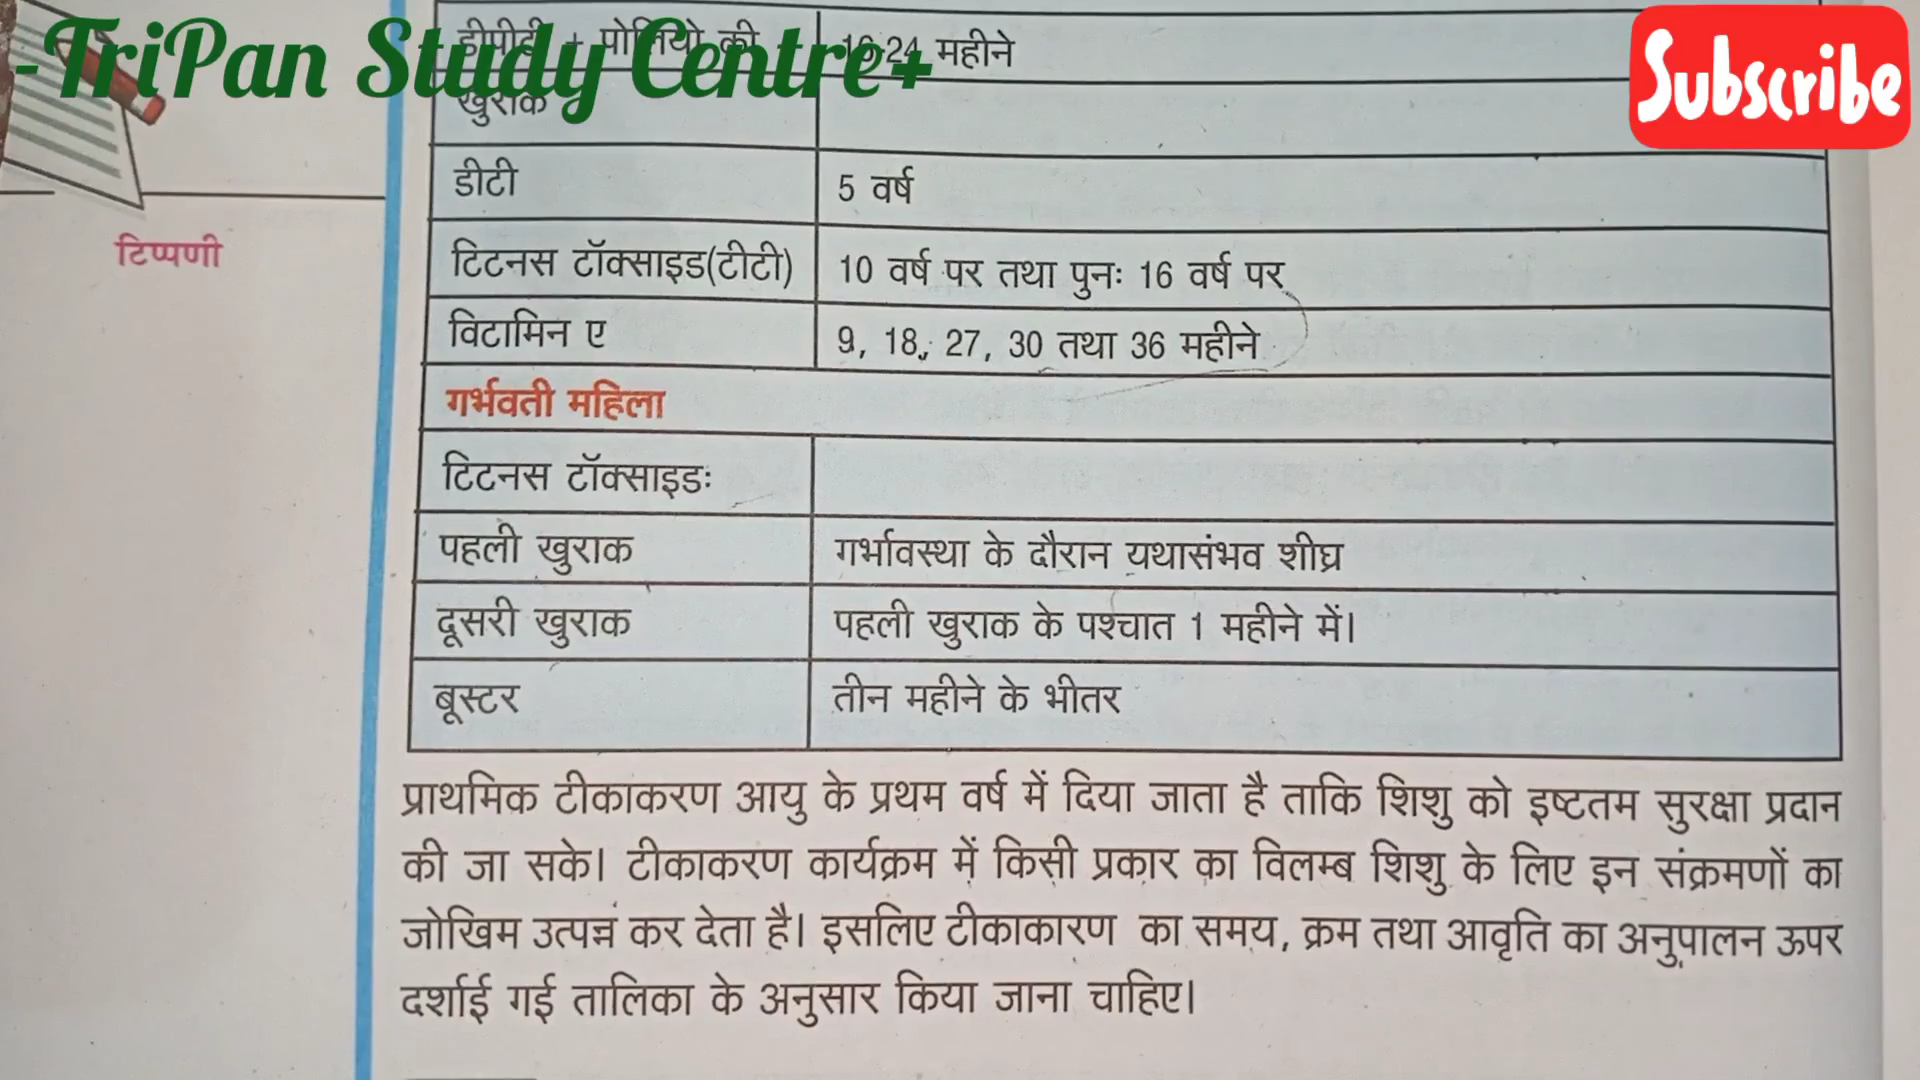 -TriPan Study Centre+
Subscribe
डीपीटी + पोलियो की 16-24 महीने
खुराक
डीटी 5 वर्ष
टिप्पणी
टिटनस टॉक्साइड(टीटी) 10 वर्ष पर तथा पुनः 16 वर्ष पर
विटामिन ए 9, 18, 27, 30 तथा 36 महीने
गर्भवती महिला
टिटनस टॉक्साइडः
पहली खुराक गर्भावस्था के दौरान यथासंभव शीघ्र
दूसरी खुराक पहली खुराक के पश्चात 1 महीने में।
बूस्टर तीन महीने के भीतर
प्राथमिक टीकाकरण आयु के प्रथम वर्ष में दिया जाता है ताकि शिशु को इष्टतम सुरक्षा प्रदान
की जा सके। टीकाकरण कार्यक्रम में किसी प्रकार का विलम्ब शिशु के लिए इन संक्रमणों का
जोखिम उत्पन्न कर देता है। इसलिए टीकाकारण का समय, क्रम तथा आवृति का अनुपालन ऊपर
दर्शाई गई तालिका के अनुसार किया जाना चाहिए।